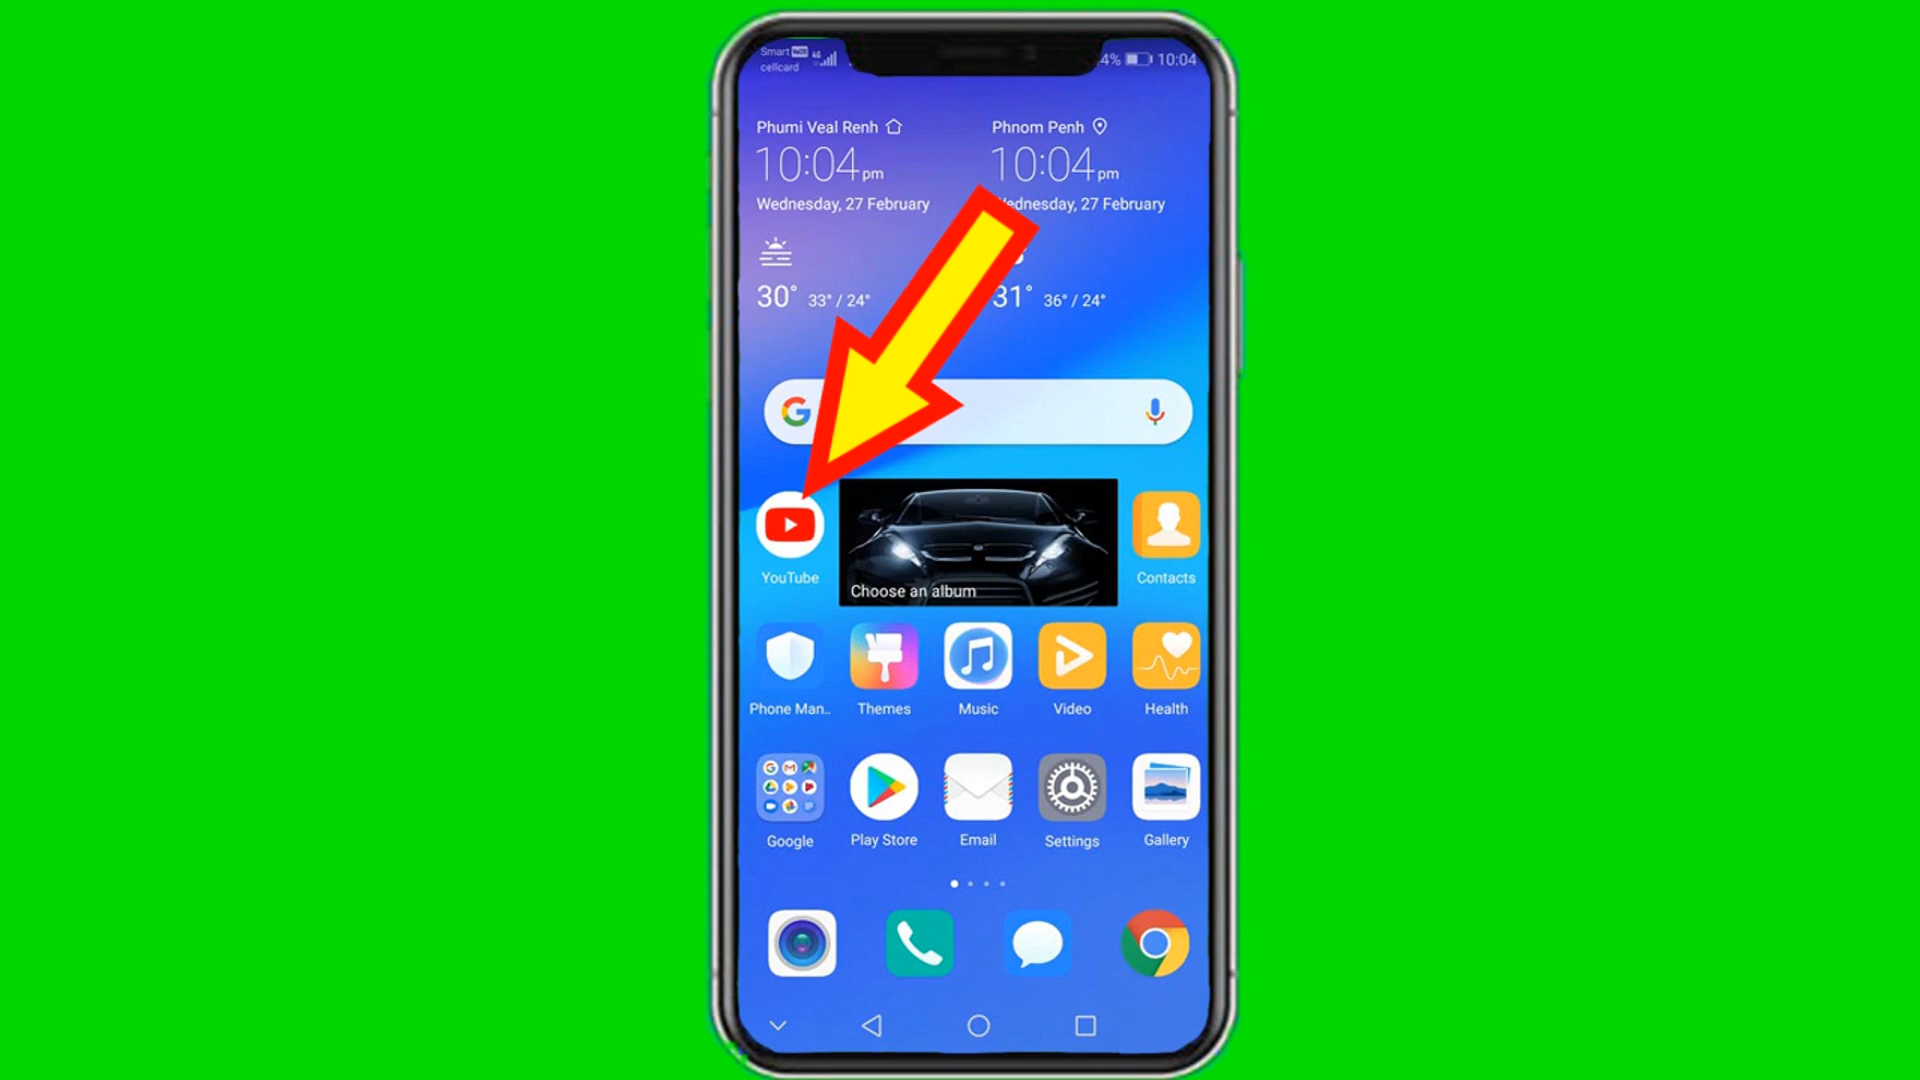 Smart 4G
cellcard
4% 10:04
Phumi Veal Renh
10:04 pm
Wednesday, 27 February
30° 33° / 24°
Phnom Penh
10:04 pm
Wednesday, 27 February
31° 36° / 24°
G
YouTube
Choose an album
Contacts
Phone Man..
Themes
Music
Video
Health
Google
Play Store
Email
Settings
Gallery